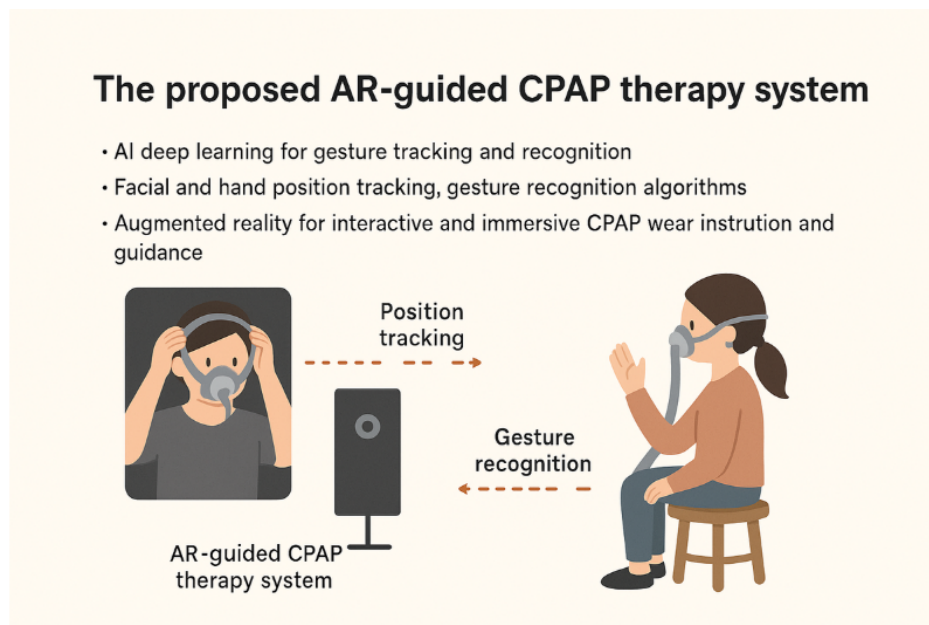 The proposed AR-guided CPAP therapy system
• AI deep learning for gesture tracking and recognition
• Facial and hand position tracking, gesture recognition algorithms
• Augmented reality for interactive and immersive CPAP wear instrution and
guidance
Position
tracking
Gesture
recognition
AR-guided CPAP
therapy system